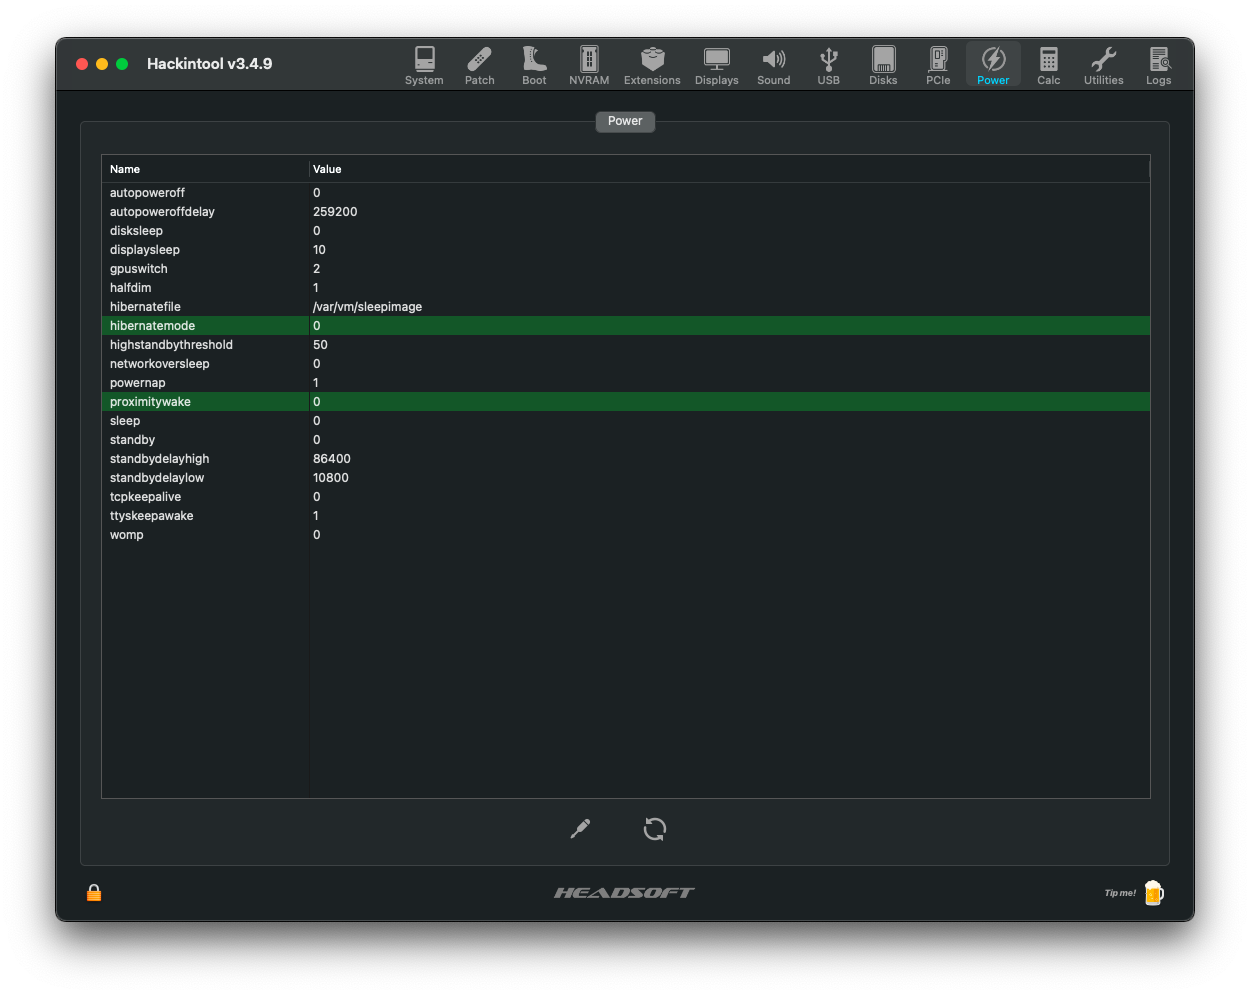 Hackintool v3.4.9
System Patch Boot NVRAM Extensions Displays Sound USB Disks PCIe Power Calc Utilities Logs
Power
Name Value
autopoweroff 0
autopoweroffdelay 259200
disksleep 0
displaysleep 10
gpuswitch 2
halfdim 1
hibernatefile /var/vm/sleepimage
hibernatemode 0
highstandbythreshold 50
networkoversleep 0
powernap 1
proximitywake 0
sleep 0
standby 0
standbydelayhigh 86400
standbydelaylow 10800
tcpkeepalive 0
ttyskeepawake 1
womp 0
HEADSOFT
Tip me!